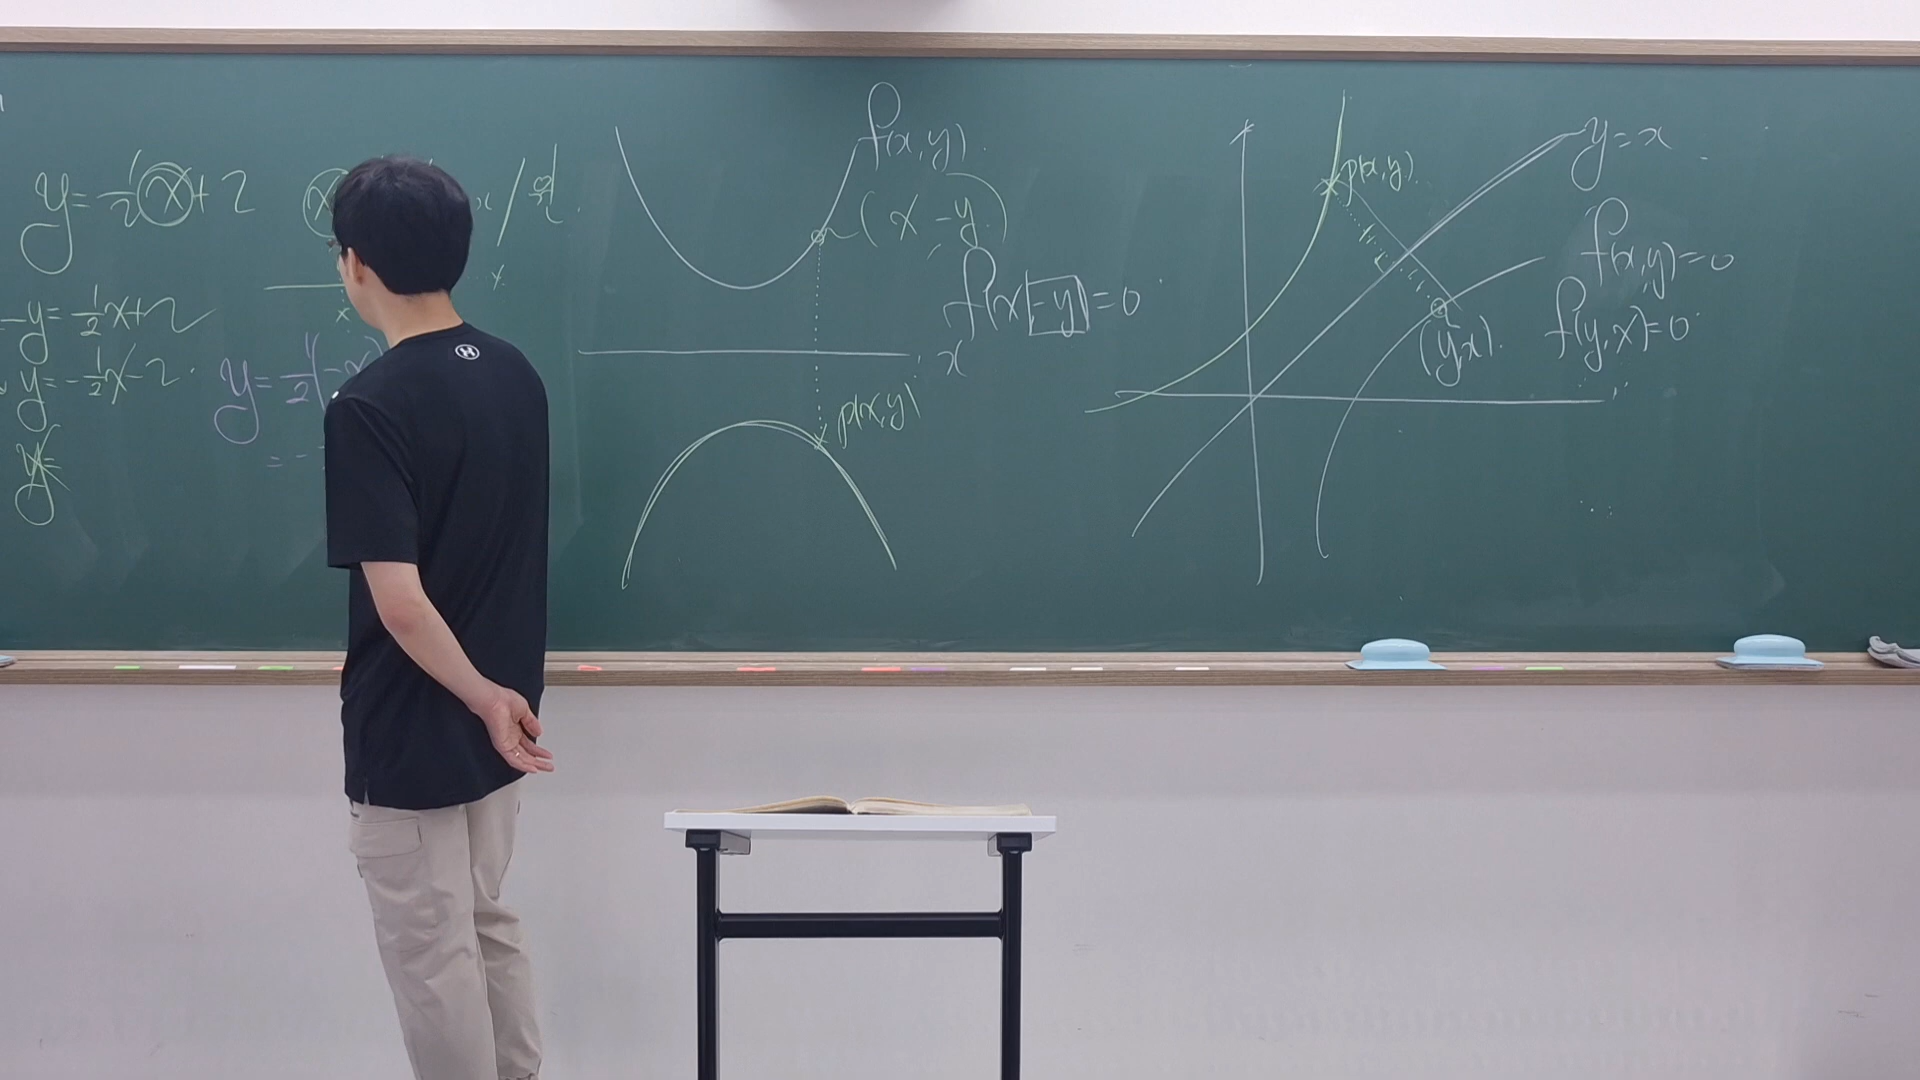 y = 1/2 x + 2
-y = 1/2 x + 2
y = -1/2 x - 2
y =
x
x
y = 1/2(-x
= -
f(x, y)
(x, -y)
f(x, -y) = 0
x
p(x, y)
y = x
p(x, y)
f(x, y) = 0
(y, x)
f(y, x) = 0